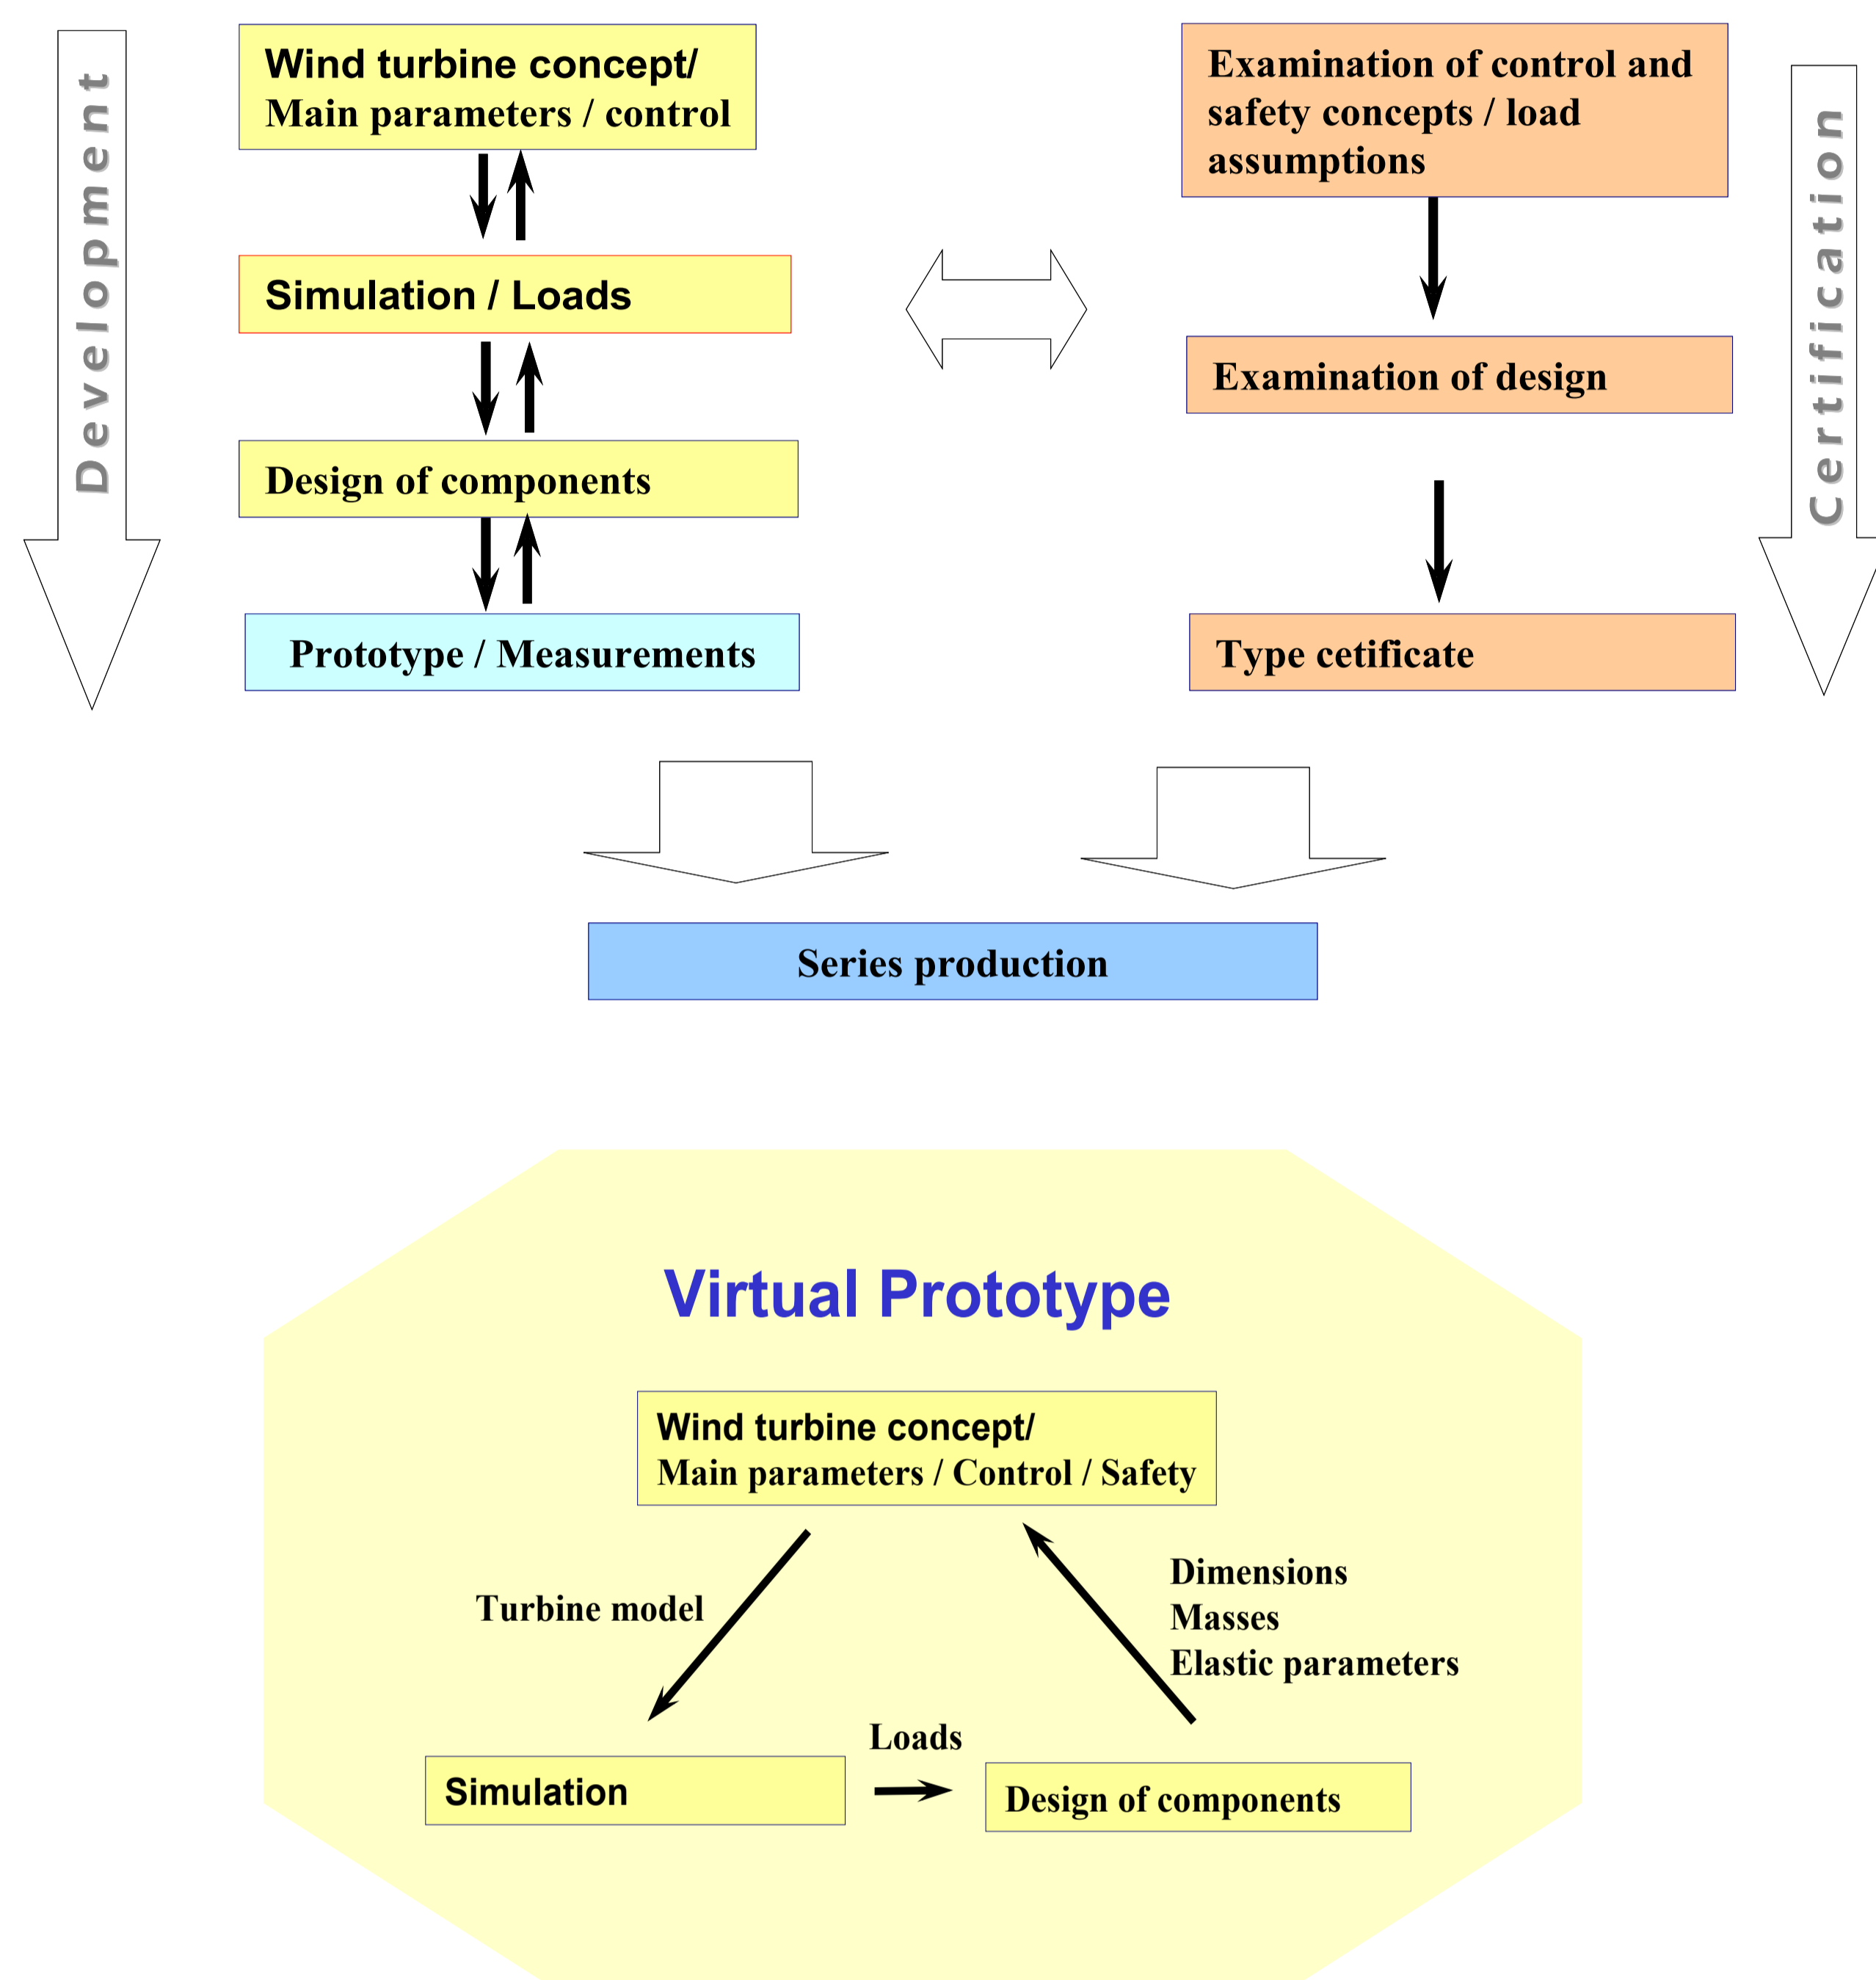 Development
Wind turbine concept/
Main parameters / control
Simulation / Loads
Design of components
Prototype / Measurements
Examination of control and
safety concepts / load
assumptions
Examination of design
Type cetificate
Certification
Series production
Virtual Prototype
Wind turbine concept/
Main parameters / Control / Safety
Turbine model
Dimensions
Masses
Elastic parameters
Loads
Simulation
Design of components